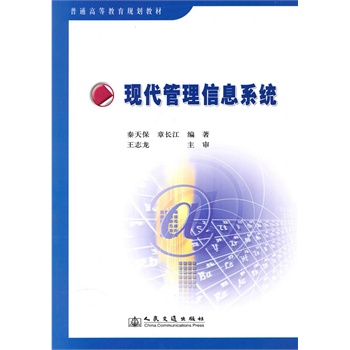 普通高等教育规划教材
现代管理信息系统
秦天保 章长江 编 著
王志龙 主 审
@
人民交通出版社
China Communications Press